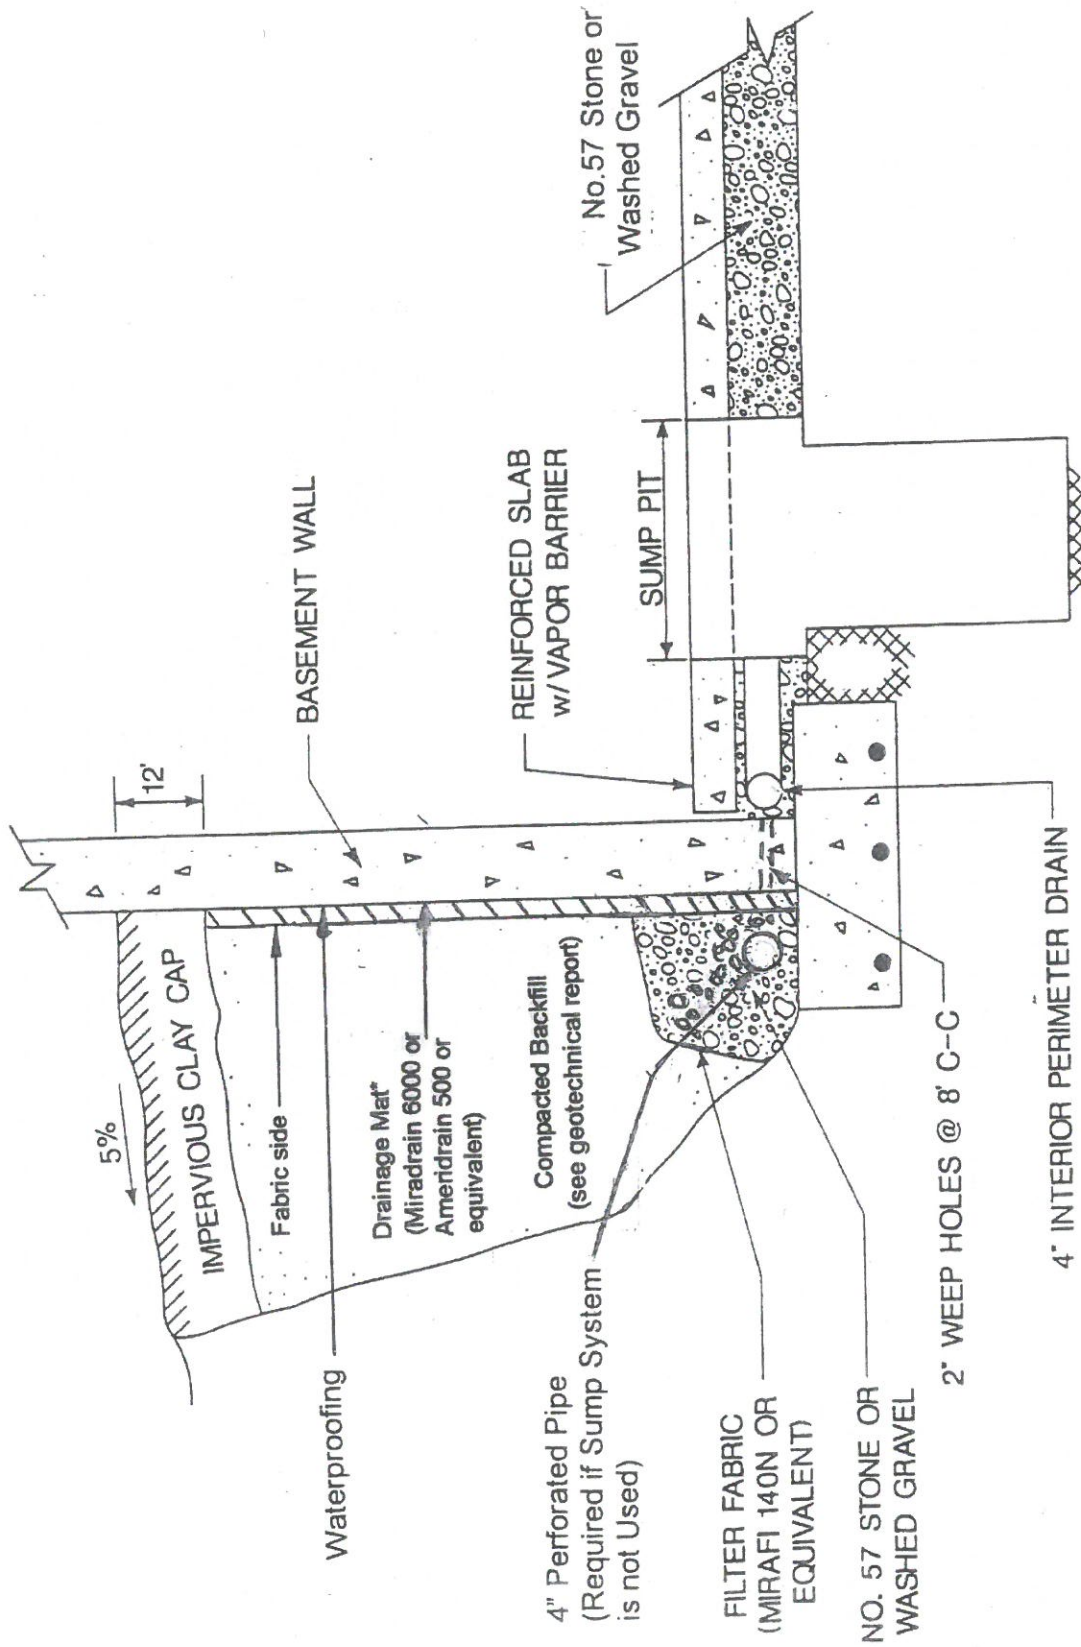 5%
IMPERVIOUS CLAY CAP
12'
BASEMENT WALL
Fabric side
Waterproofing
Drainage Mat*
(Miradrain 6000 or
Ameridrain 500 or
equivalent)
Compacted Backfill
(see geotechnical report)
4" Perforated Pipe
(Required if Sump System
is not Used)
FILTER FABRIC
(MIRAFI 140N OR
EQUIVALENT)
NO. 57 STONE OR
WASHED GRAVEL
2" WEEP HOLES @ 8' C-C
4" INTERIOR PERIMETER DRAIN
REINFORCED SLAB
w/ VAPOR BARRIER
SUMP PIT
No.57 Stone or
Washed Gravel